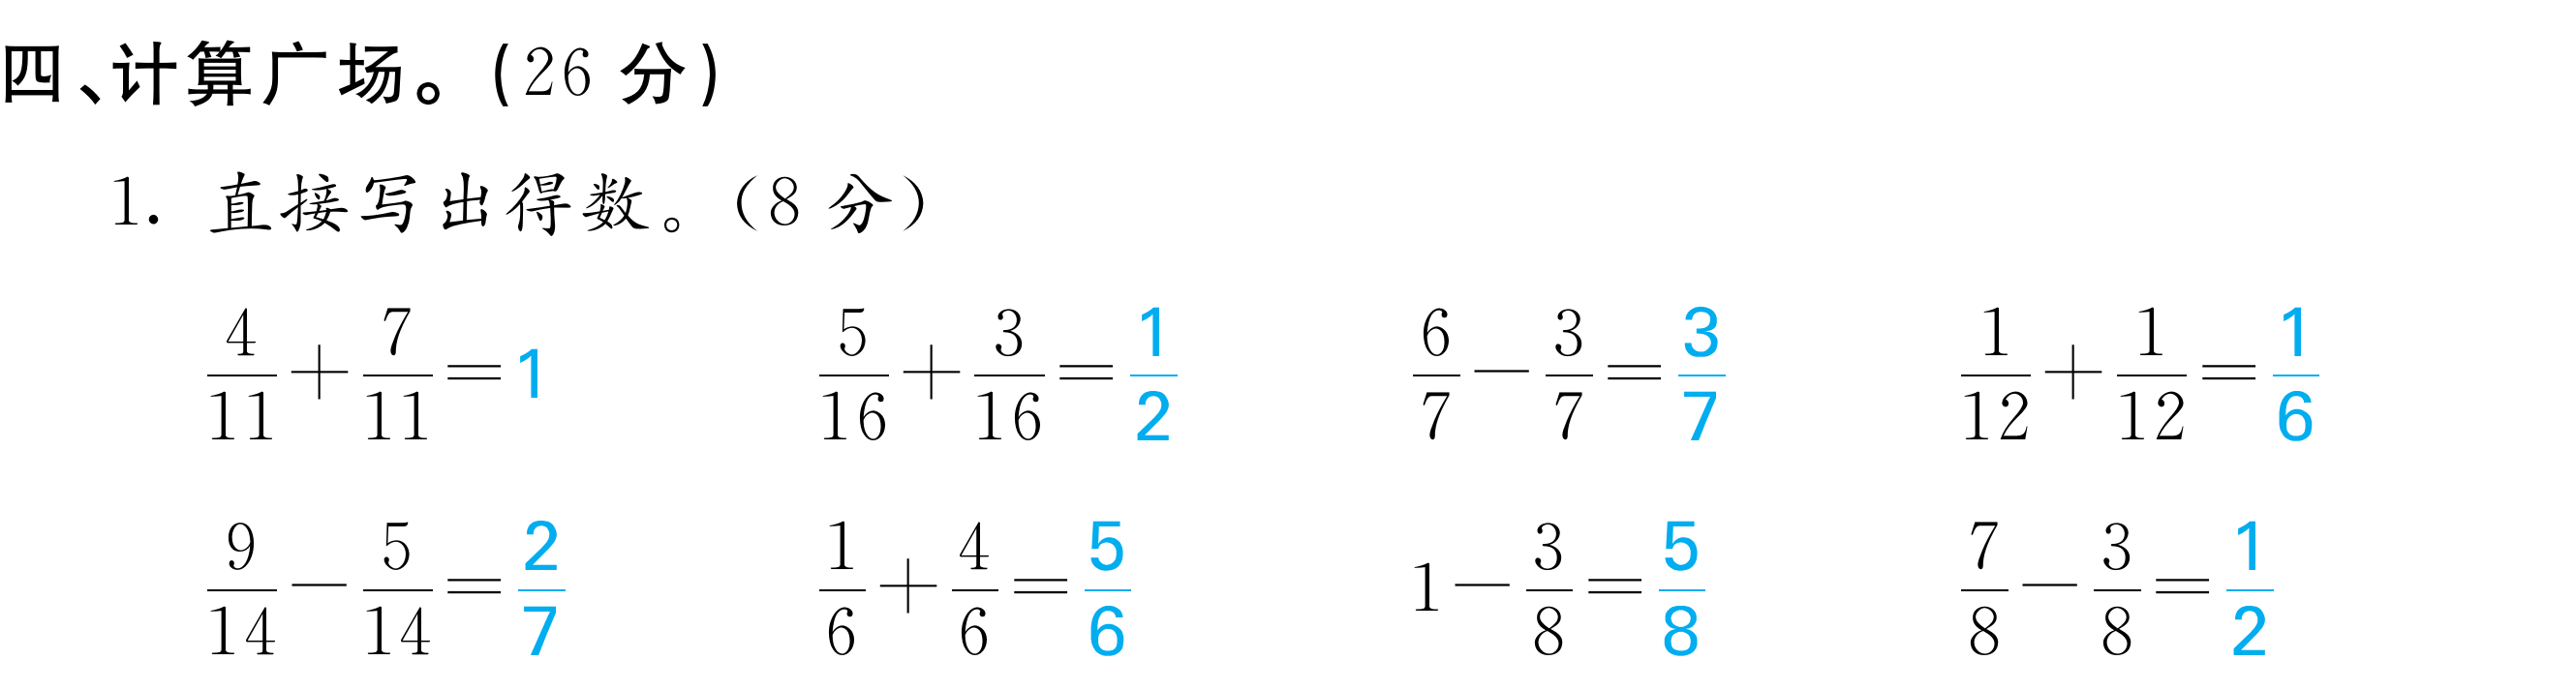 四、计算广场。(26 分)
1. 直接写出得数。(8 分)
4/11 + 7/11 = 1 5/16 + 3/16 = 1/2 6/7 − 3/7 = 3/7 1/12 + 1/12 = 1/6
9/14 − 5/14 = 2/7 1/6 + 4/6 = 5/6 1 − 3/8 = 5/8 7/8 − 3/8 = 1/2